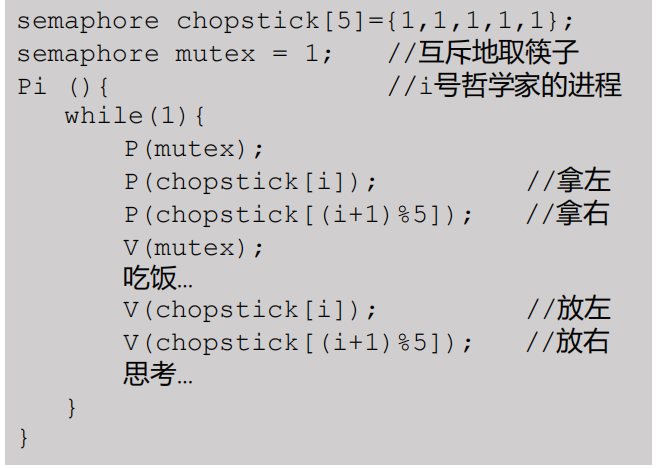 semaphore chopstick[5]={1,1,1,1,1};
semaphore mutex = 1;   //互斥地取筷子
Pi (){                 //i号哲学家的进程
   while(1){
      P(mutex);
      P(chopstick[i]);         //拿左
      P(chopstick[(i+1)%5]);   //拿右
      V(mutex);
      吃饭…
      V(chopstick[i]);         //放左
      V(chopstick[(i+1)%5]);   //放右
      思考…
   }
}